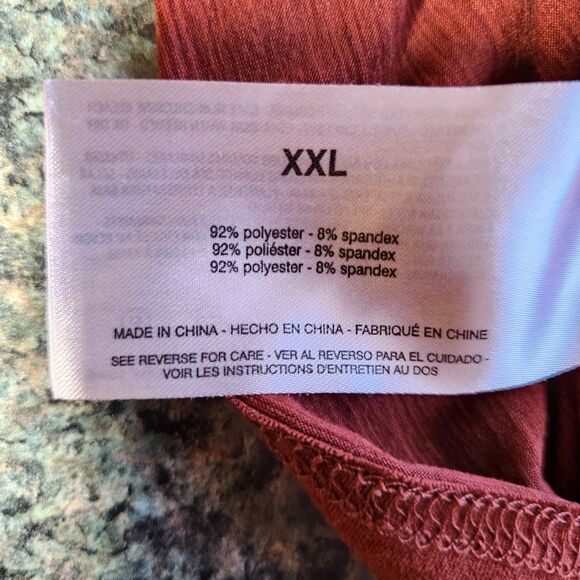 XXL
92% polyester - 8% spandex
92% poliéster - 8% spandex
92% polyester - 8% spandex
MADE IN CHINA - HECHO EN CHINA - FABRIQUÉ EN CHINE
SEE REVERSE FOR CARE - VER AL REVERSO PARA EL CUIDADO -
VOIR LES INSTRUCTIONS D'ENTRETIEN AU DOS